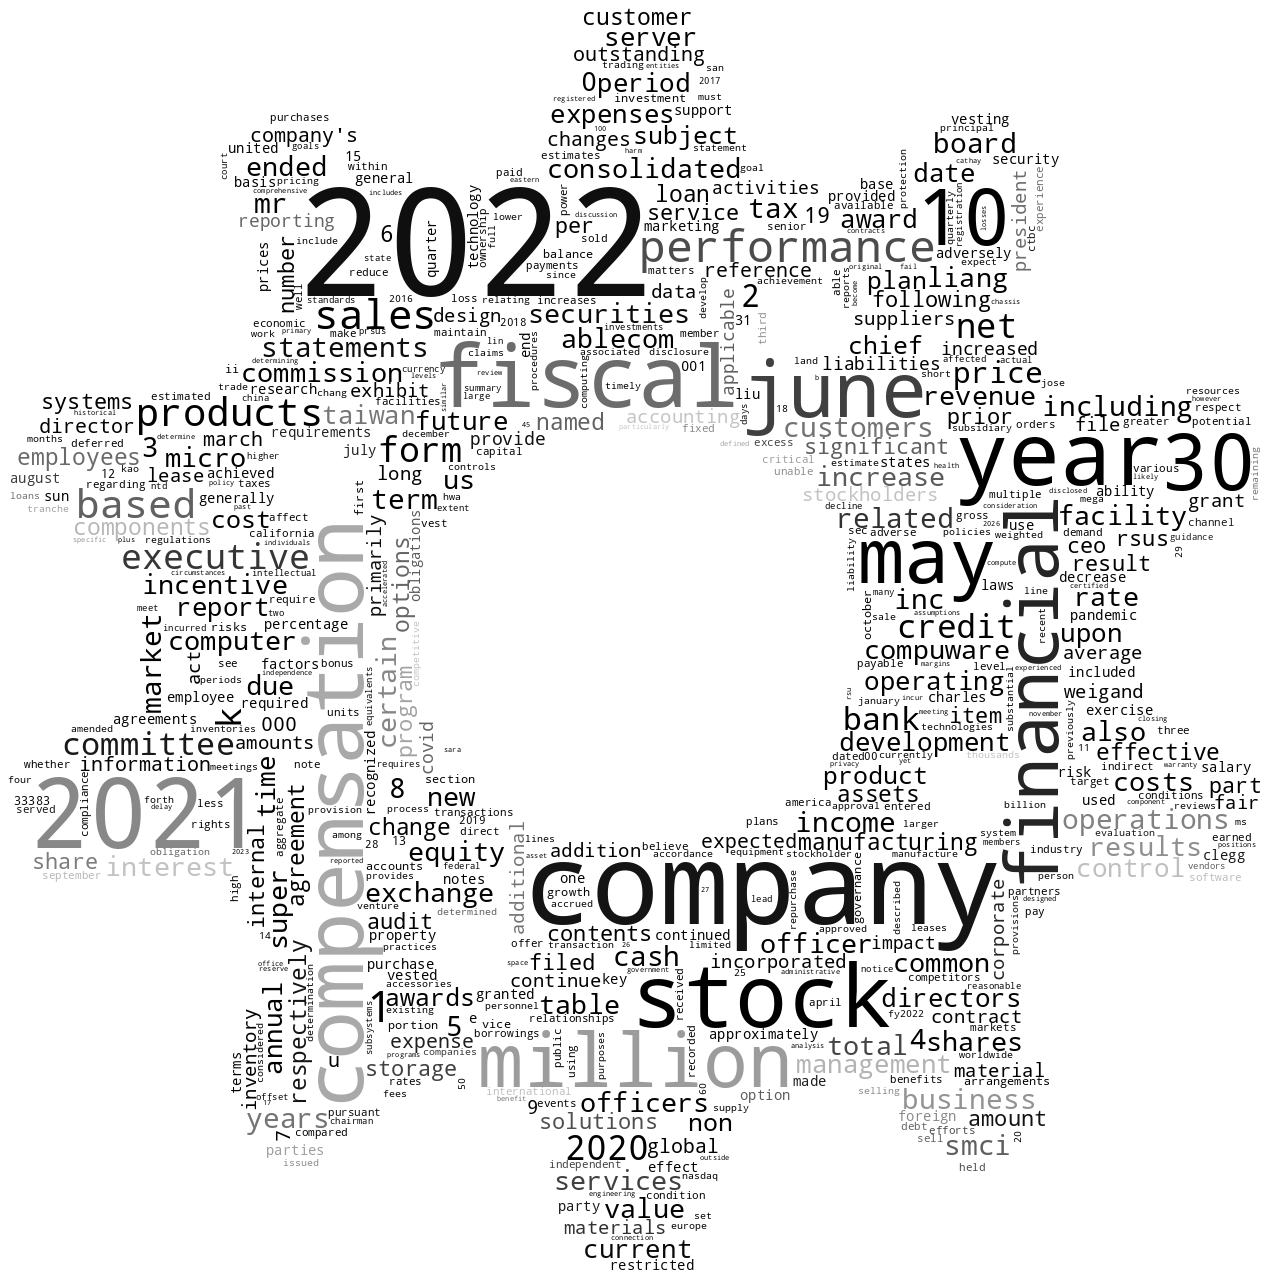 customer
server
outstanding
trading entities san
0period 2017
registered investment must
purchases expenses support
company's 100 vesting
changes subject board
united goals statement principal
court 15 estimates harm cathay security
ended within consolidated goal date
basis pricing general paid eastern loan activities base protection
comprehensive includes power provided experience
mr technology discussion service tax 19 available award quarterly registration president
reporting 6 ownership full lower per marketing senior contracts losses ctbc
2022 10
number include state quarter sold performance adversely
prices reduce balance matters reference original fail expect
well payments since achievement able reports become plan liang
standards 2016 loss relating increases data develop 2 following chassis
sales design 2018 securities 31 suppliers net
economic make prsus maintain investments member
work primary lin end procedures ablecom applicable third chief increased
statements claims associated disclosure land liabilities affected actual
determining currency review computing timely 001 b short price
ii commission levels similar summary large liu days june jose
trade research chang exhibit fiscal 18 revenue resources
systems estimated china facilities accounting customers prior including however
historical products taiwan future 45 named particularly fixed subsidiary orders file greater respect
director requirements december provide defined excess significant potential
months deferred determine march form capital critical estimate states health year 30
employees 3 higher july long controls unable increase various remaining
12 kao micro achieved us stockholders multiple disclosed likely
august regarding ntd lease policy taxes term hwa decline gross consideration mega ability grant
loans sun based generally extent related 2026 use
tranche past first vest sec adverse policies weighted facility channel
components cost affect obligations demand rsus guidance
specific plus regulations california primarily may compute ceo 29
executive individuals options liability laws result
circumstances intellectual accelerated many line certified decrease
incentive require inc recent rate
meet report two october assumptions financial pandemic
market incurred risks percentage certain competitive sale credit upon
computer compuware average
act see factors bonus program payable margins level experienced included
periods independence operating substantial weigand
employee due required equivalents rsu incur charles
k units january meeting item november exercise
agreements 000 bank technologies previously also closing
amended inventories covid sara development three
committee amounts requires dated00 currently thousands 11 effective
whether information meetings note recognized section privacy yet risk indirect warranty salary
four 8 new product target costs part
33383 compliance forth less time provision process transactions america approval entered assets billion used conditions fair
served delay 2019 plans component reviews
2021 rights aggregate change direct lines believe income larger system operations ms
among 28 13 federal addition expected manufacturing members evaluation earned
obligation 2023 agreement equity asset accordance equipment stockholder manufacture industry results positions
share internal reported accounts notes additional one company person clegg
september interest high super provides growth 27 governance control vendors
compensation exchange accrued lead repurchase described partners software
venture determined designed
audit contents continued approved leases pay
14 property offer transaction 26 limited officer impact corporate provisions
office practices space filed cash incorporated common
reserve purchase government 25 administrative notice competitors
annual respectively vested continue key stock reasonable
determination accessories received directors
inventory 1 awards granted table april
existing personnel fy2022 contract
subsystems portion 5 e vice relationships markets
considered expense borrowings public approximately 4 shares
u programs companies using purposes recorded analysis total worldwide
terms storage 50 million management material
offset rates international 60 made benefits arrangements
17 fees benefit option selling
years pursuant 9 events officers supply business
7 chairman solutions non foreign amount
compared debt efforts
parties 2020 global sell smci 20
issued independent effect outside held
services nasdaq
engineering condition
party value set
materials europe
connection
current
restricted